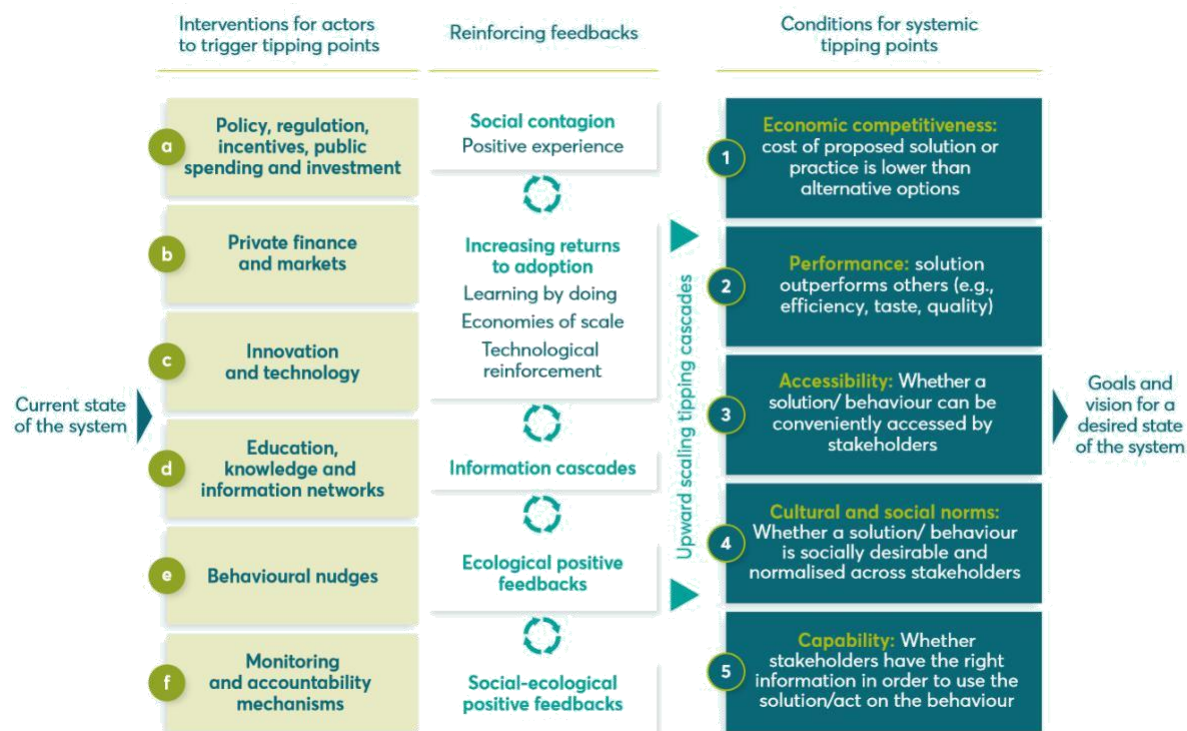 Interventions for actors
to trigger tipping points
Reinforcing feedbacks
Conditions for systemic
tipping points
Current state
of the system
a
Policy, regulation,
incentives, public
spending and investment
b
Private finance
and markets
c
Innovation
and technology
d
Education,
knowledge and
information networks
e
Behavioural nudges
f
Monitoring
and accountability
mechanisms
Social contagion
Positive experience
Increasing returns
to adoption
Learning by doing
Economies of scale
Technological
reinforcement
Information cascades
Ecological positive
feedbacks
Social-ecological
positive feedbacks
Upward scaling tipping cascades
1
Economic competitiveness:
cost of proposed solution or
practice is lower than
alternative options
2
Performance: solution
outperforms others (e.g.,
efficiency, taste, quality)
3
Accessibility: Whether a
solution/ behaviour can be
conveniently accessed by
stakeholders
4
Cultural and social norms:
Whether a solution/ behaviour
is socially desirable and
normalised across stakeholders
5
Capability: Whether
stakeholders have the right
information in order to use the
solution/act on the behaviour
Goals and
vision for a
desired state
of the system